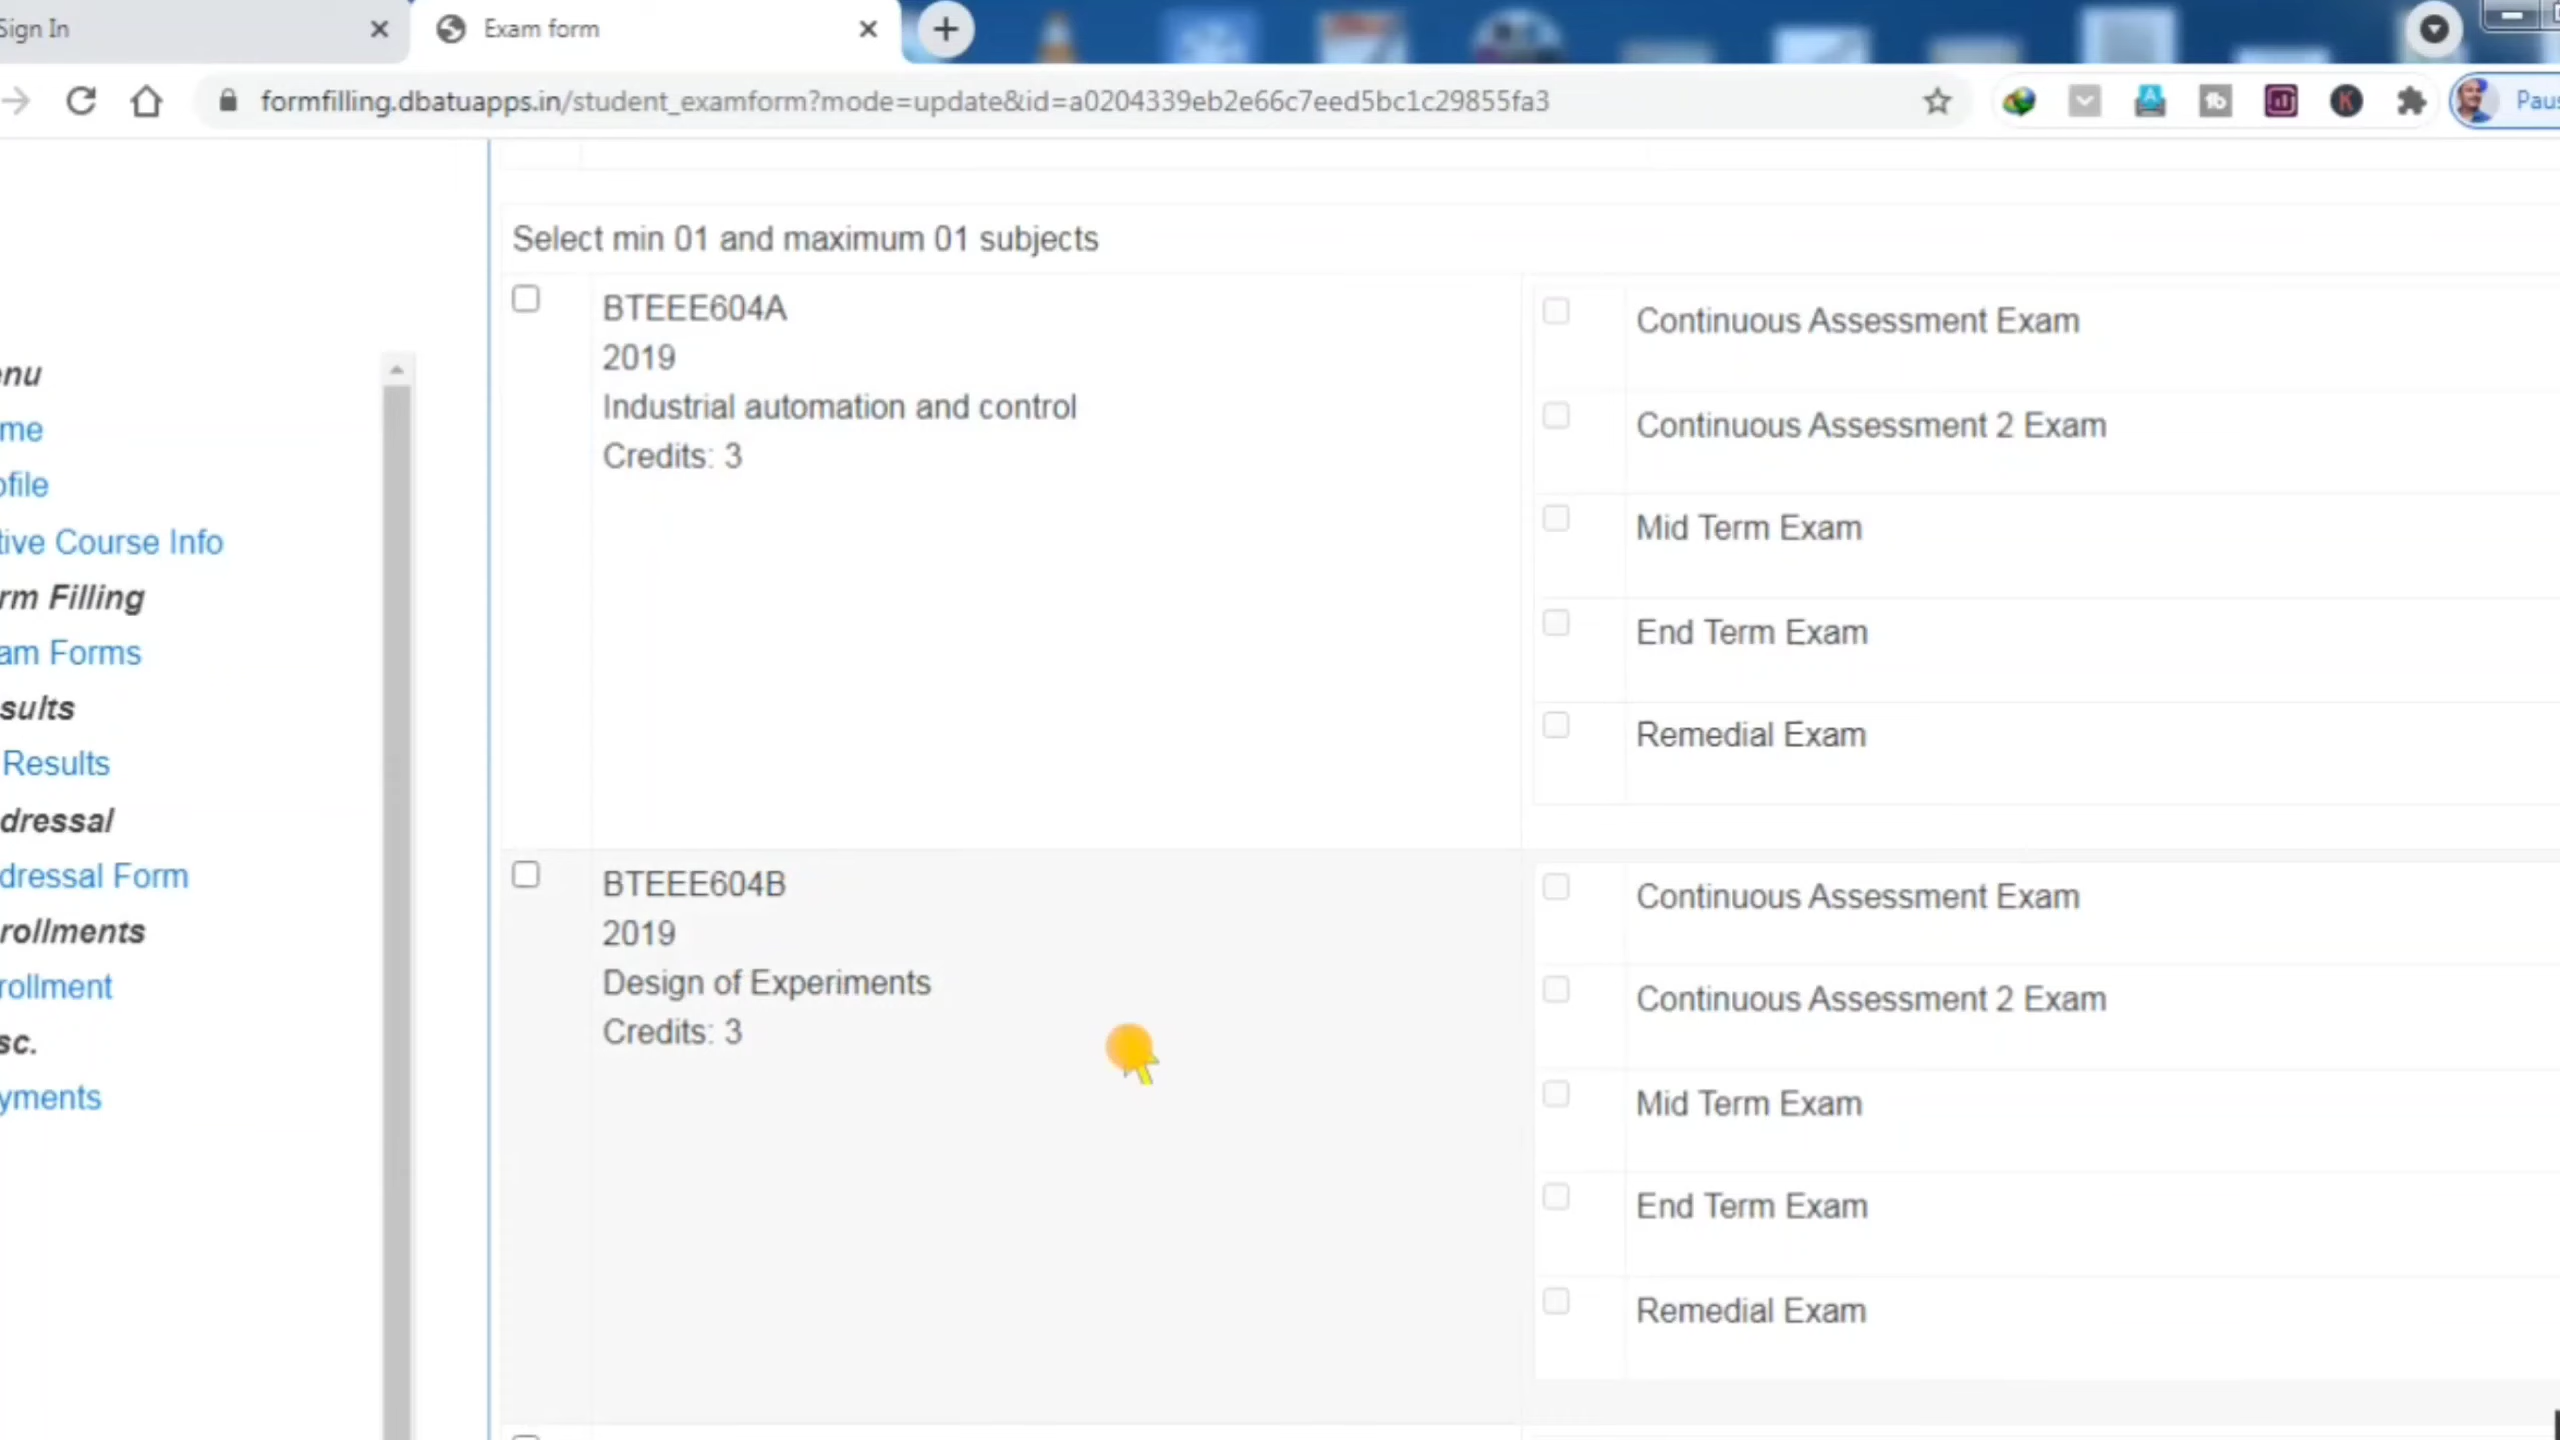 Sign In
Exam form
formfilling.dbatuapps.in/student_examform?mode=update&id=a0204339eb2e66c7eed5bc1c29855fa3
Paus
Select min 01 and maximum 01 subjects
BTEEE604A
2019
Industrial automation and control
Credits: 3
Continuous Assessment Exam
Continuous Assessment 2 Exam
Mid Term Exam
End Term Exam
Remedial Exam
BTEEE604B
2019
Design of Experiments
Credits: 3
Continuous Assessment Exam
Continuous Assessment 2 Exam
Mid Term Exam
End Term Exam
Remedial Exam
enu
me
ofile
tive Course Info
rm Filling
am Forms
sults
Results
dressal
dressal Form
rollments
rollment
sc.
yments